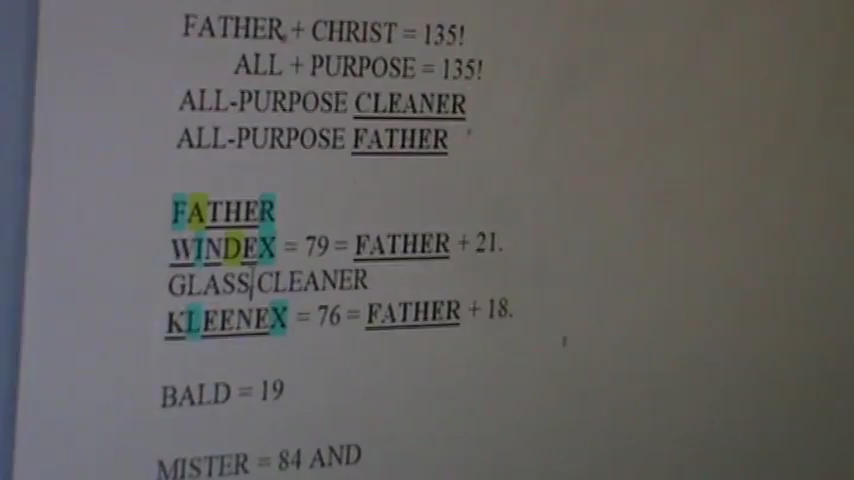 FATHER + CHRIST = 135!
ALL + PURPOSE = 135!
ALL-PURPOSE CLEANER
ALL-PURPOSE FATHER
FATHER
WINDEX = 79 = FATHER + 21.
GLASS CLEANER
KLEENEX = 76 = FATHER + 18.
BALD = 19
MISTER = 84 AND